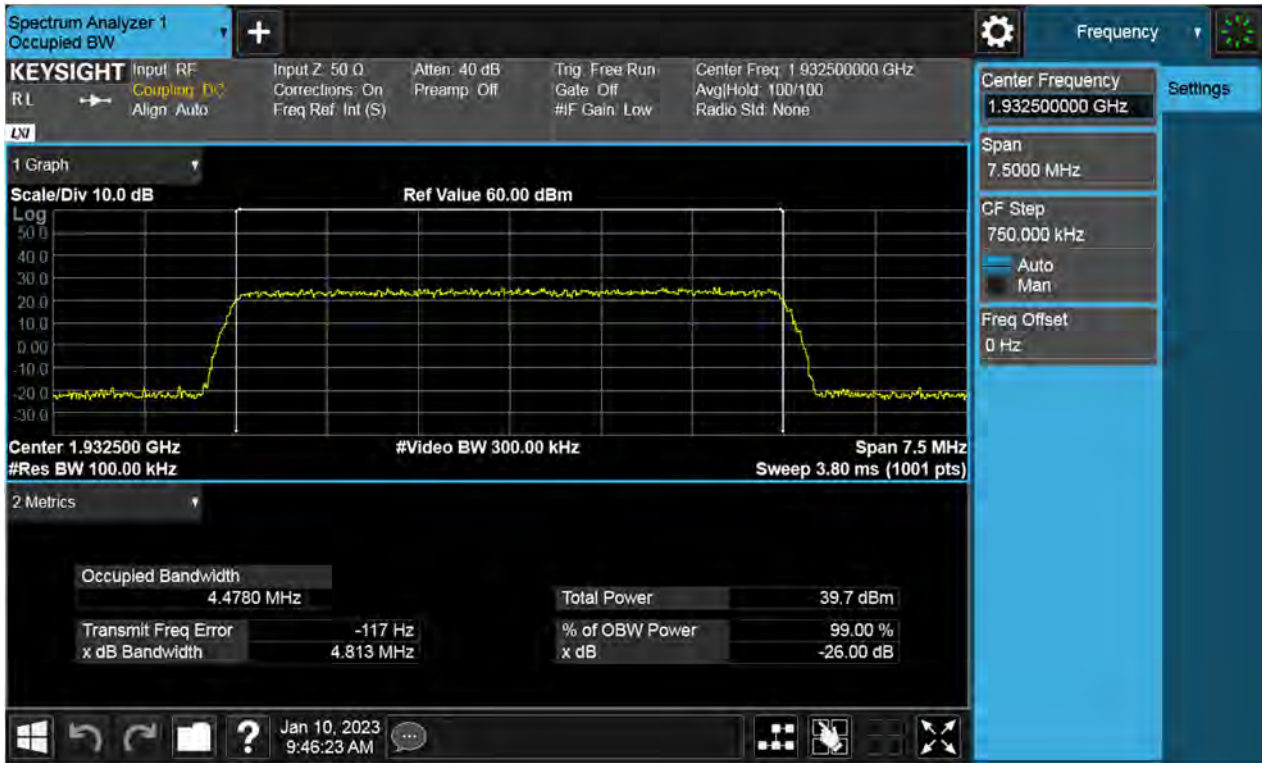 Spectrum Analyzer 1
Occupied BW
+
Frequency
KEYSIGHT
RL
LXI
Input: RF
Coupling: DC
Align: Auto
Input Z: 50 Ω
Corrections: On
Freq Ref: Int (S)
Atten: 40 dB
Preamp: Off
Trig: Free Run
Gate: Off
#IF Gain: Low
Center Freq: 1.932500000 GHz
Avg|Hold: 100/100
Radio Std: None
Center Frequency
1.932500000 GHz
Settings
Span
7.5000 MHz
CF Step
750.000 kHz
Auto
Man
Freq Offset
0 Hz
1 Graph
Scale/Div 10.0 dB
Ref Value 60.00 dBm
Log
50.0
40.0
30.0
20.0
10.0
0.00
-10.0
-20.0
-30.0
Center 1.932500 GHz
#Video BW 300.00 kHz
Span 7.5 MHz
#Res BW 100.00 kHz
Sweep 3.80 ms (1001 pts)
2 Metrics
Occupied Bandwidth
4.4780 MHz
Total Power 39.7 dBm
Transmit Freq Error -117 Hz
% of OBW Power 99.00 %
x dB Bandwidth 4.813 MHz
x dB -26.00 dB
?
Jan 10, 2023
9:46:23 AM